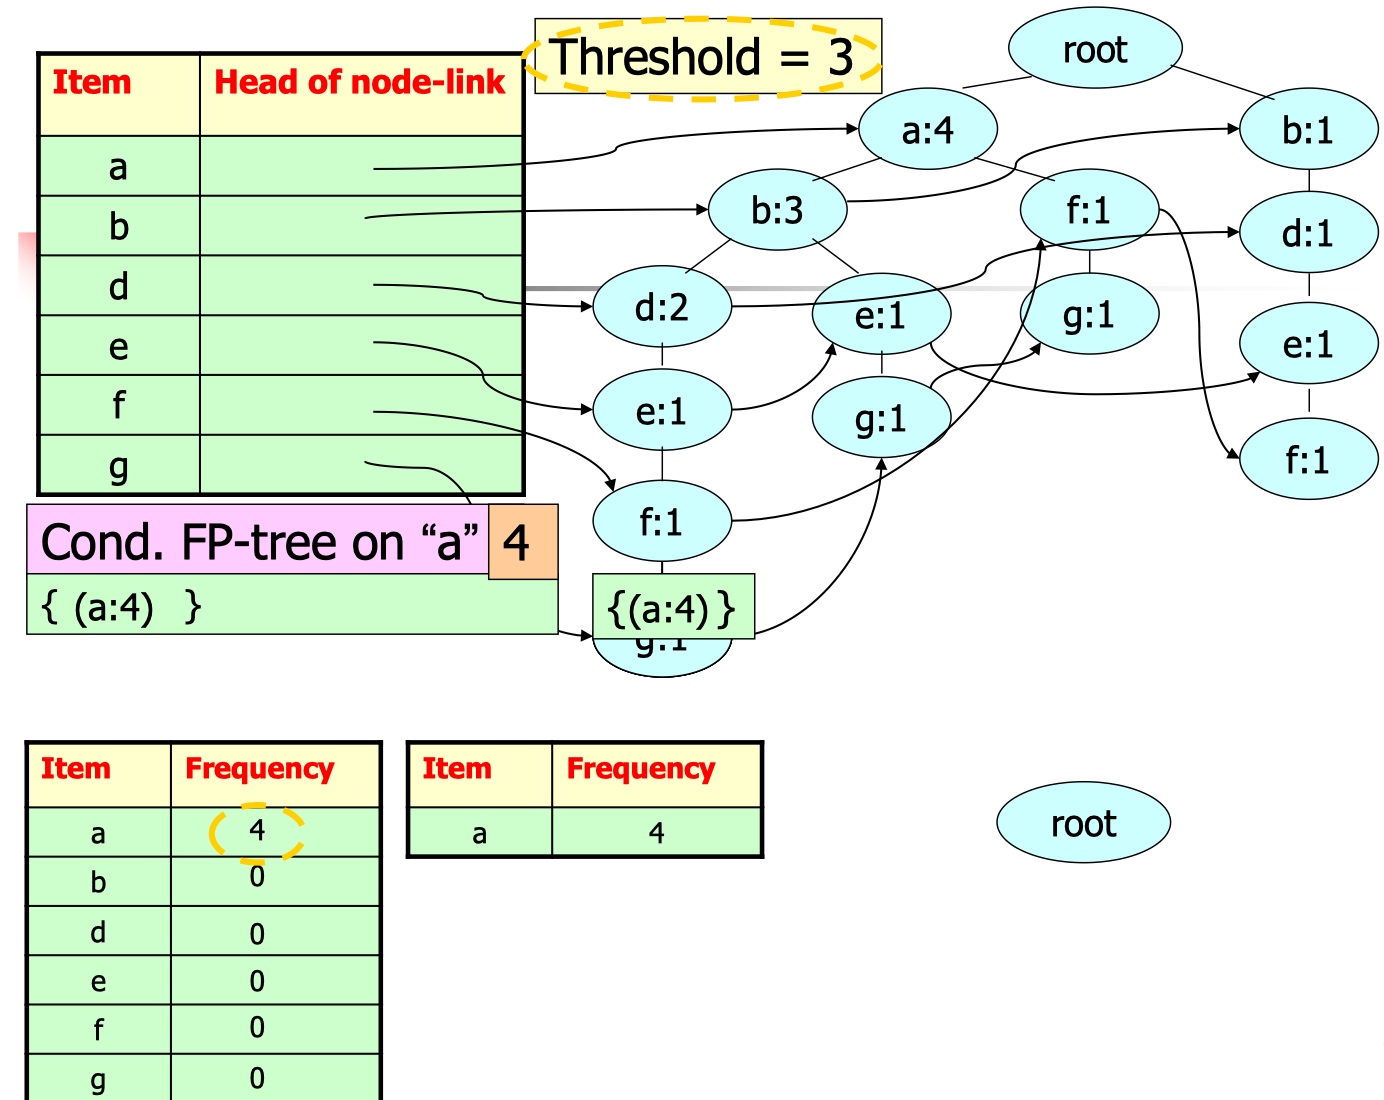 Threshold = 3
Item Head of node-link
a
b
d
e
f
g
root
a:4
b:1
b:3
f:1
d:1
d:2
e:1
g:1
e:1
e:1
g:1
f:1
f:1
g:1
Cond. FP-tree on “a” 4
{ (a:4) }
{(a:4)}
Item Frequency
a 4
b 0
d 0
e 0
f 0
g 0
Item Frequency
a 4
root